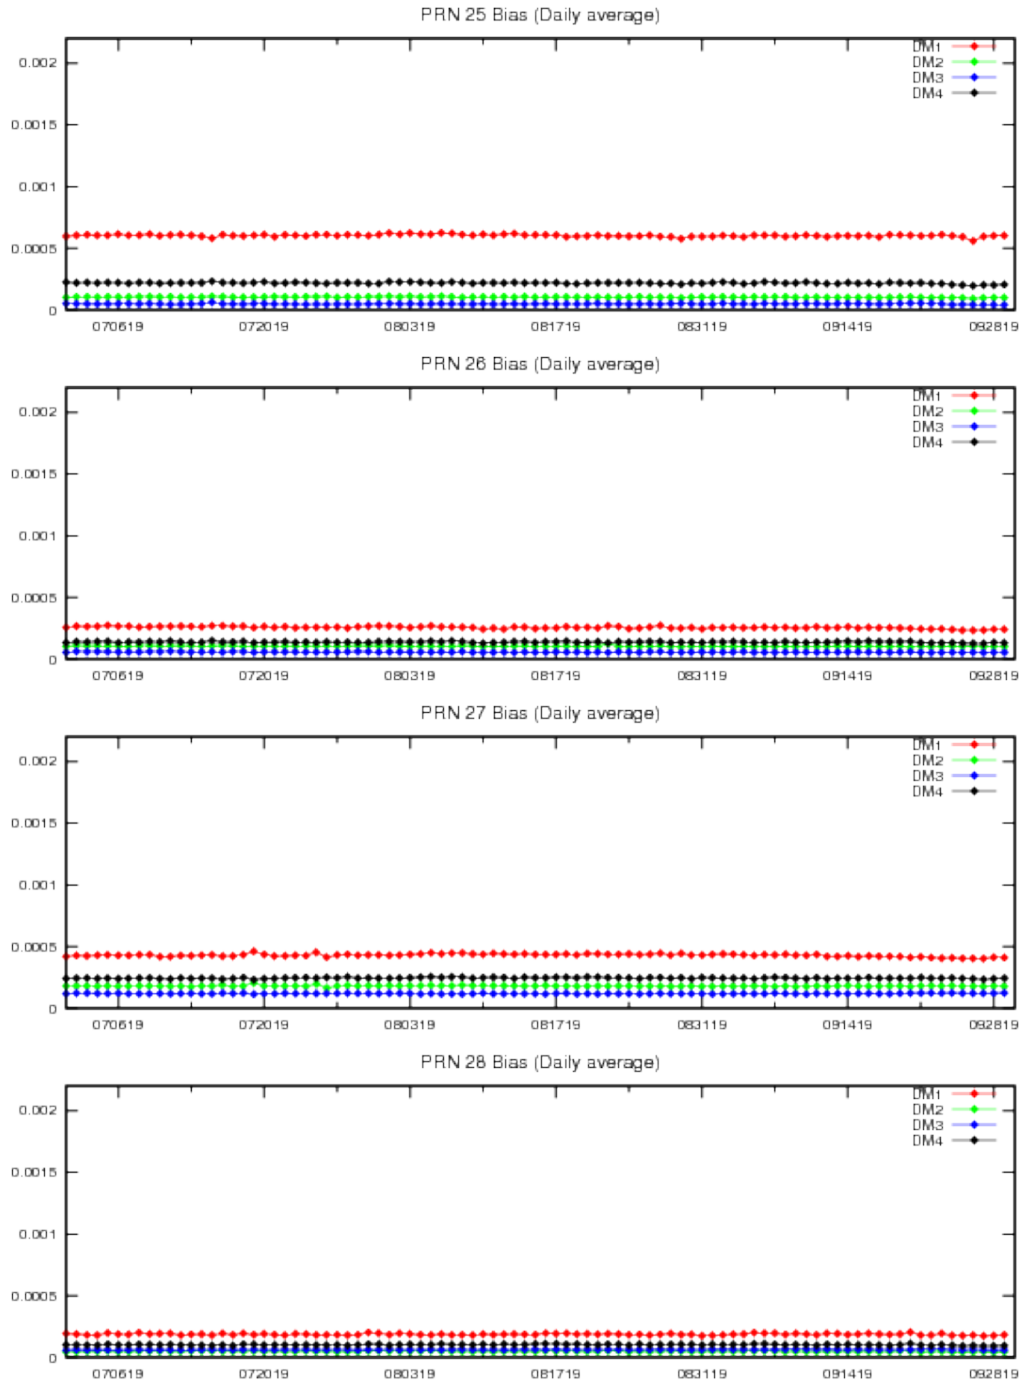 PRN 25 Bias (Daily average)
DM1
0.002
DM2
DM3
DM4
0.0015
0.001
0.0005
0
070619 072019 080319 081719 083119 091419 092819
PRN 26 Bias (Daily average)
DM1
0.002
DM2
DM3
DM4
0.0015
0.001
0.0005
0
070619 072019 080319 081719 083119 091419 092819
PRN 27 Bias (Daily average)
DM1
0.002
DM2
DM3
DM4
0.0015
0.001
0.0005
0
070619 072019 080319 081719 083119 091419 092819
PRN 28 Bias (Daily average)
DM1
0.002
DM2
DM3
DM4
0.0015
0.001
0.0005
0
070619 072019 080319 081719 083119 091419 092819